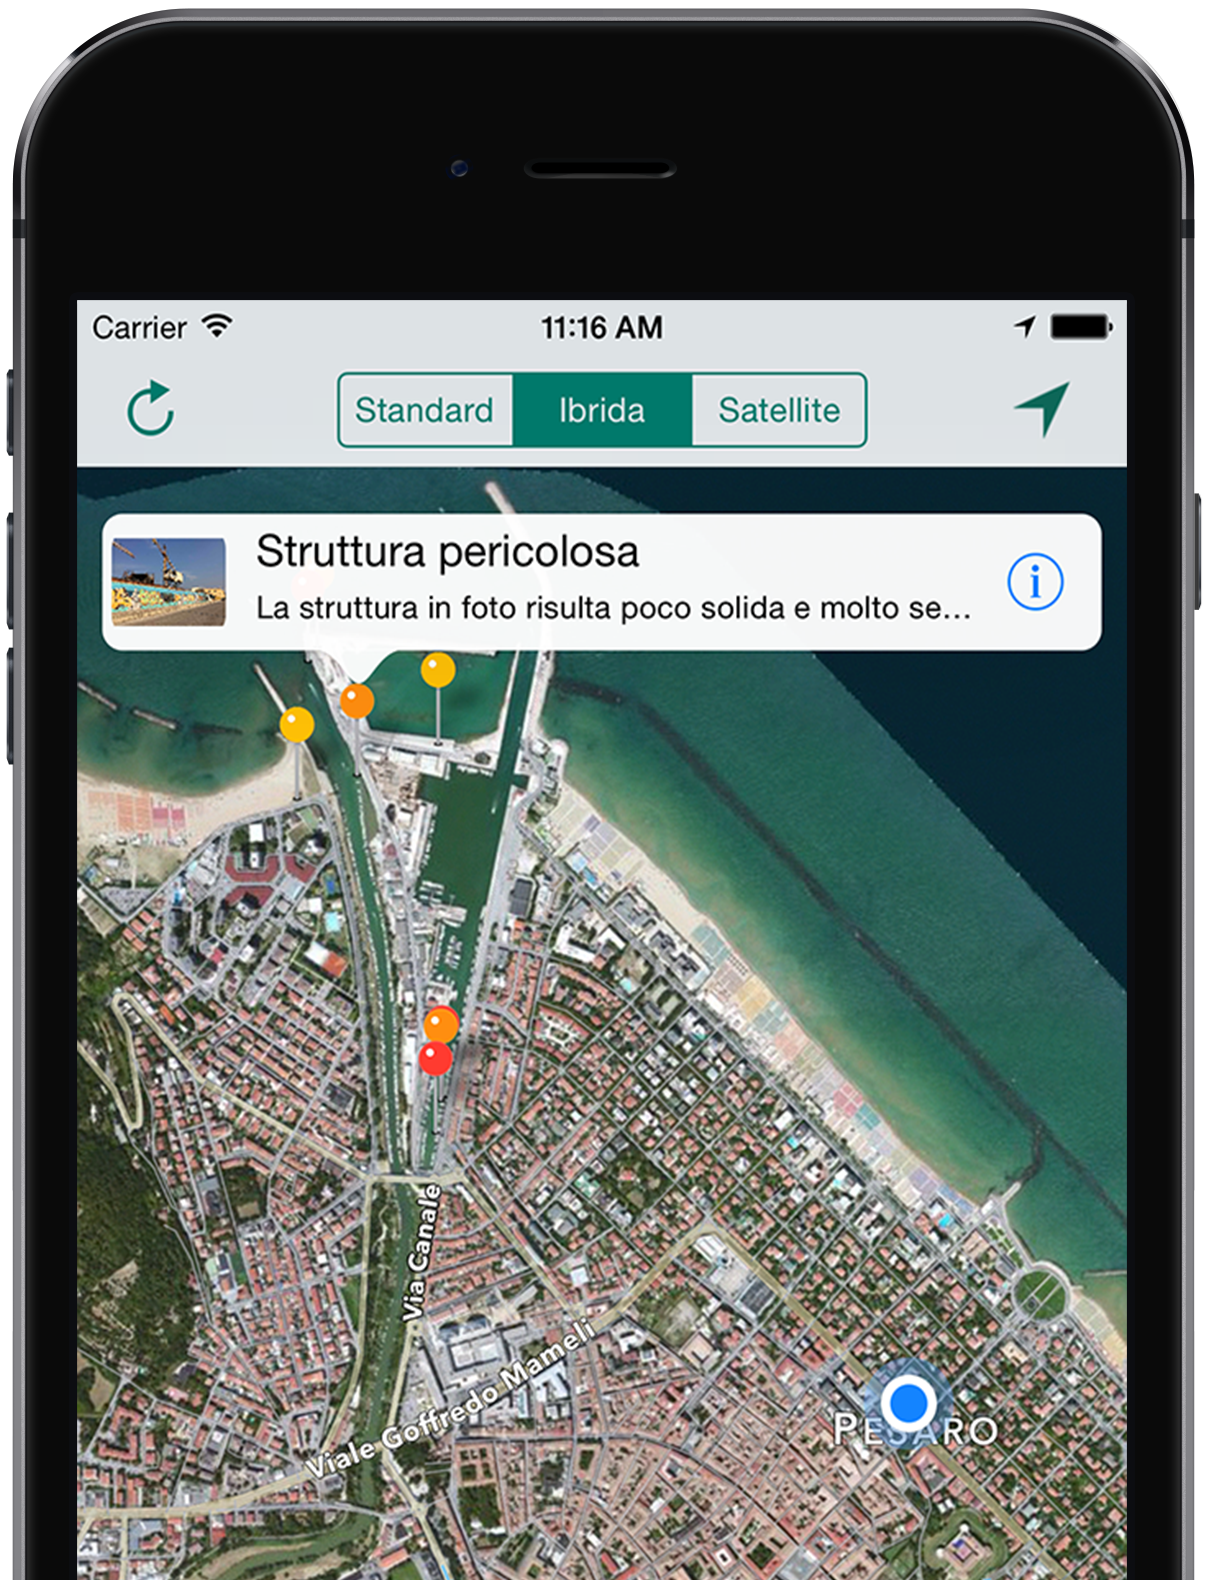 Carrier
11:16 AM
Standard
Ibrida
Satellite
Struttura pericolosa
La struttura in foto risulta poco solida e molto se...
Via Canale
Viale Goffredo Mameli
PESARO